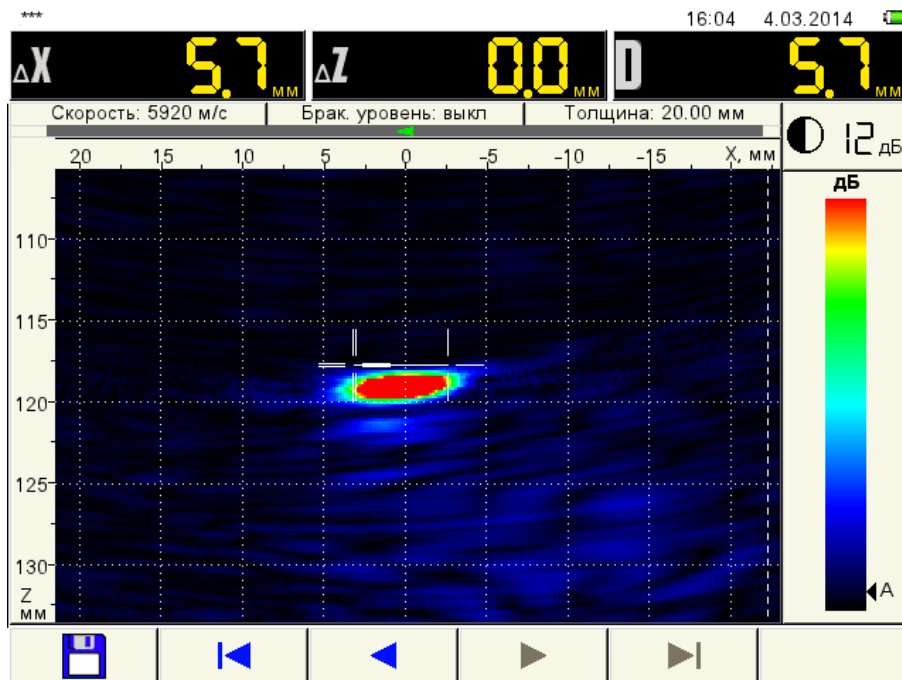 *** 16:04 4.03.2014
ΔX 5.7 мм ΔZ 0.0 мм D 5.7 мм
Скорость: 5920 м/с Брак. уровень: выкл Толщина: 20.00 мм
12 дБ
20 15 10 5 0 -5 -10 -15 X, мм
дБ
110
115
120
125
130
A
Z
мм